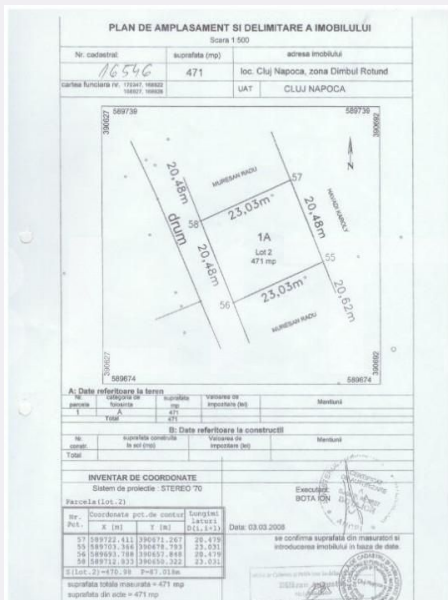 PLAN DE AMPLASAMENT SI DELIMITARE A IMOBILULUI
Scara 1:500
Nr. cadastral: suprafata (mp) adresa imobilului
16546 471 loc. Cluj Napoca, zona Dimbul Rotund
cartea funciara nr. UAT CLUJ NAPOCA
589739 589739
390627 390692
N
MURESAN RADU
57
20,48m
23,03m
58
drum
20,48m
1A
Lot 2
471 mp
20,48m
55
23,03m
56
20,62m
MURESAN RADU
390627 390692
589674 589674
A: Date referitoare la teren
Nr. parcela categoria de folosinta suprafata mp Valoarea de impozitare (lei) Mentiuni
1 A 471
Total 471
B: Date referitoare la constructii
Nr. constr. suprafata construita la sol (mp) Valoarea de impozitare (lei) Mentiuni
Total
INVENTAR DE COORDONATE
Sistem de proiectie : STEREO '70
Parcela(lot.2)
Nr. Pct. Coordonate pct.de contur Lungimi laturi
X [m] Y [m] D(i,i+1)
57 589722.411 390671.267 20.479
55 589703.366 390678.793 23.031
56 589693.788 390657.848 20.479
58 589712.833 390650.322 23.031
S(lot.2)=470.98 P=87.018m
suprafata totala masurata = 471 mp
suprafata din acte = 471 mp
Executant
BOTA ION
Data: 03.03.2008
se confirma suprafata din masuratori si
introducerea imobilului in baza de date.